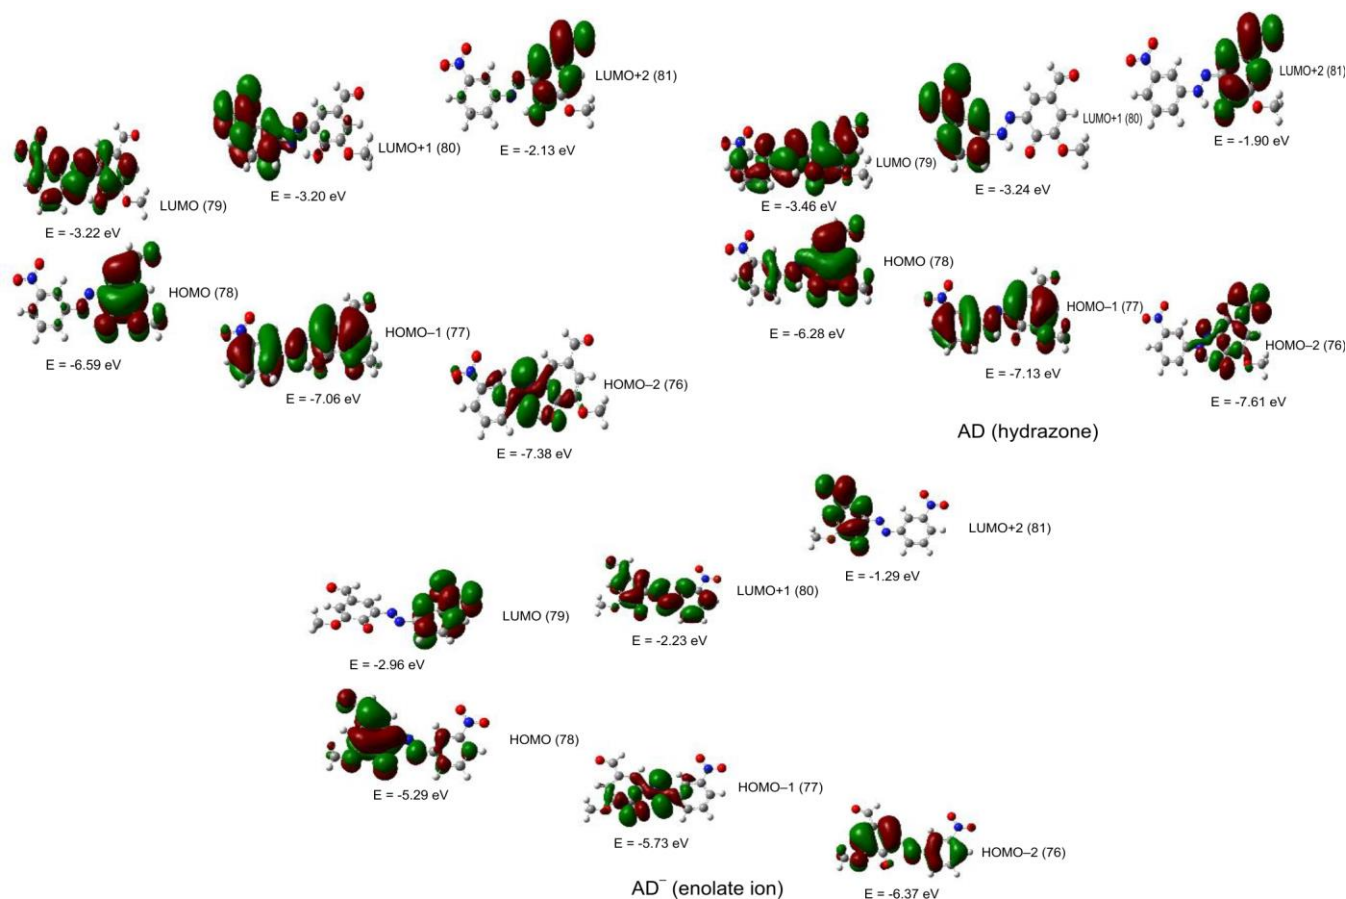 LUMO+2 (81)
E = -2.13 eV
LUMO+1 (80)
E = -3.20 eV
LUMO (79)
E = -3.22 eV
HOMO (78)
E = -6.59 eV
HOMO–1 (77)
E = -7.06 eV
HOMO–2 (76)
E = -7.38 eV
LUMO+2 (81)
E = -1.90 eV
LUMO+1 (80)
E = -3.24 eV
LUMO (79)
E = -3.46 eV
HOMO (78)
E = -6.28 eV
HOMO–1 (77)
E = -7.13 eV
HOMO–2 (76)
E = -7.61 eV
AD (hydrazone)
LUMO+2 (81)
E = -1.29 eV
LUMO+1 (80)
E = -2.23 eV
LUMO (79)
E = -2.96 eV
HOMO (78)
E = -5.29 eV
HOMO–1 (77)
E = -5.73 eV
HOMO–2 (76)
E = -6.37 eV
AD⁻ (enolate ion)